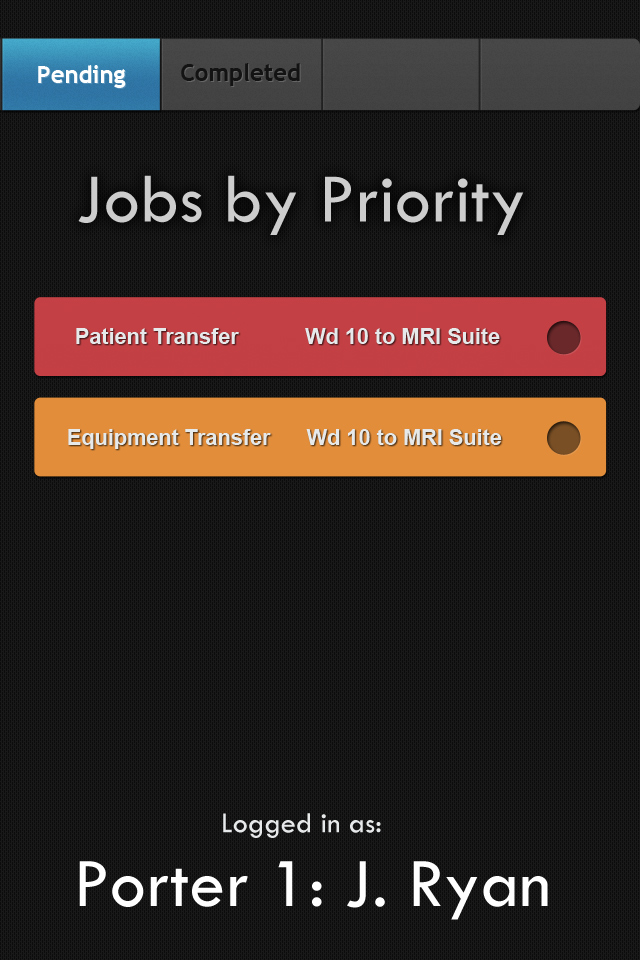 Pending Completed
Jobs by Priority
Patient Transfer Wd 10 to MRI Suite
Equipment Transfer Wd 10 to MRI Suite
Logged in as:
Porter 1: J. Ryan